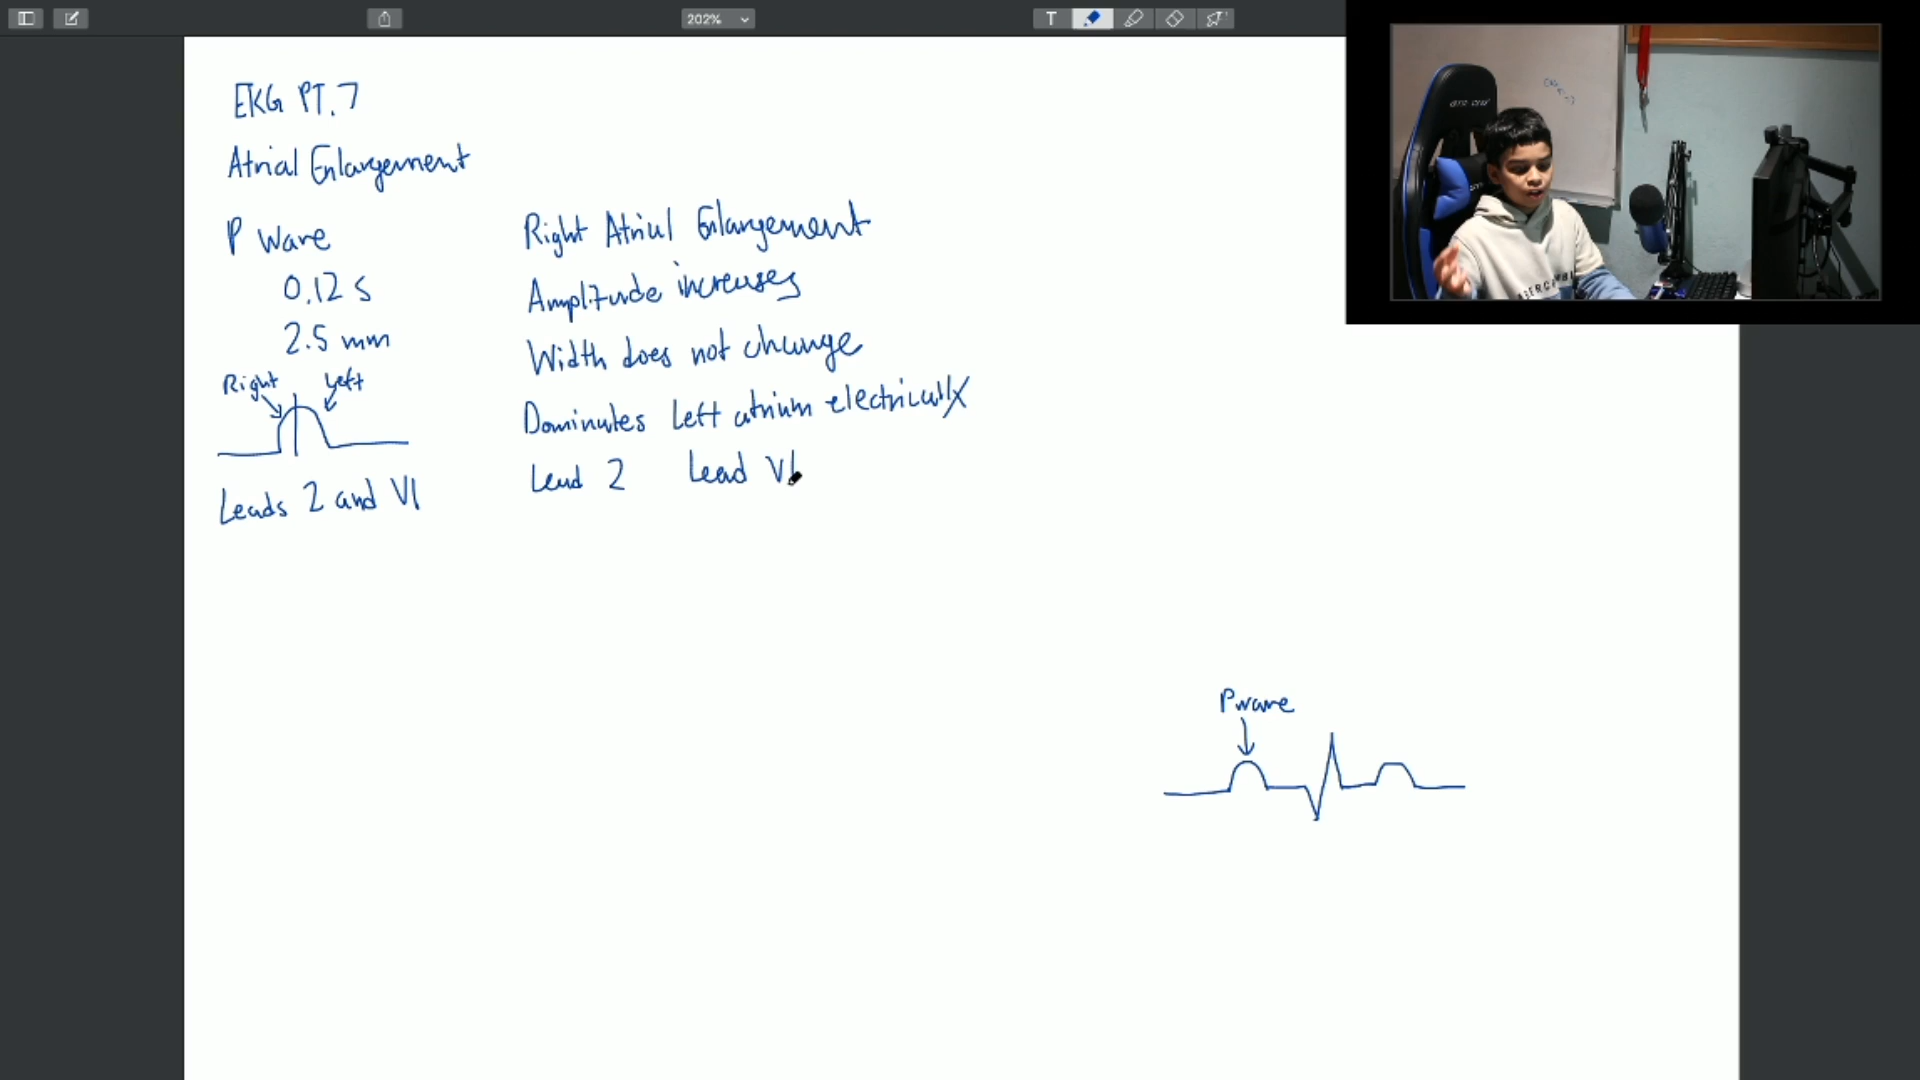 202%
T
EKG PT.7
Atrial Enlargement
P Wave
0.12 s
2.5 mm
Right Left
Leads 2 and V1
Right Atrial Enlargement
Amplitude increases
Width does not change
Dominates Left atrium electrically
Lead 2 Lead V1
P wave